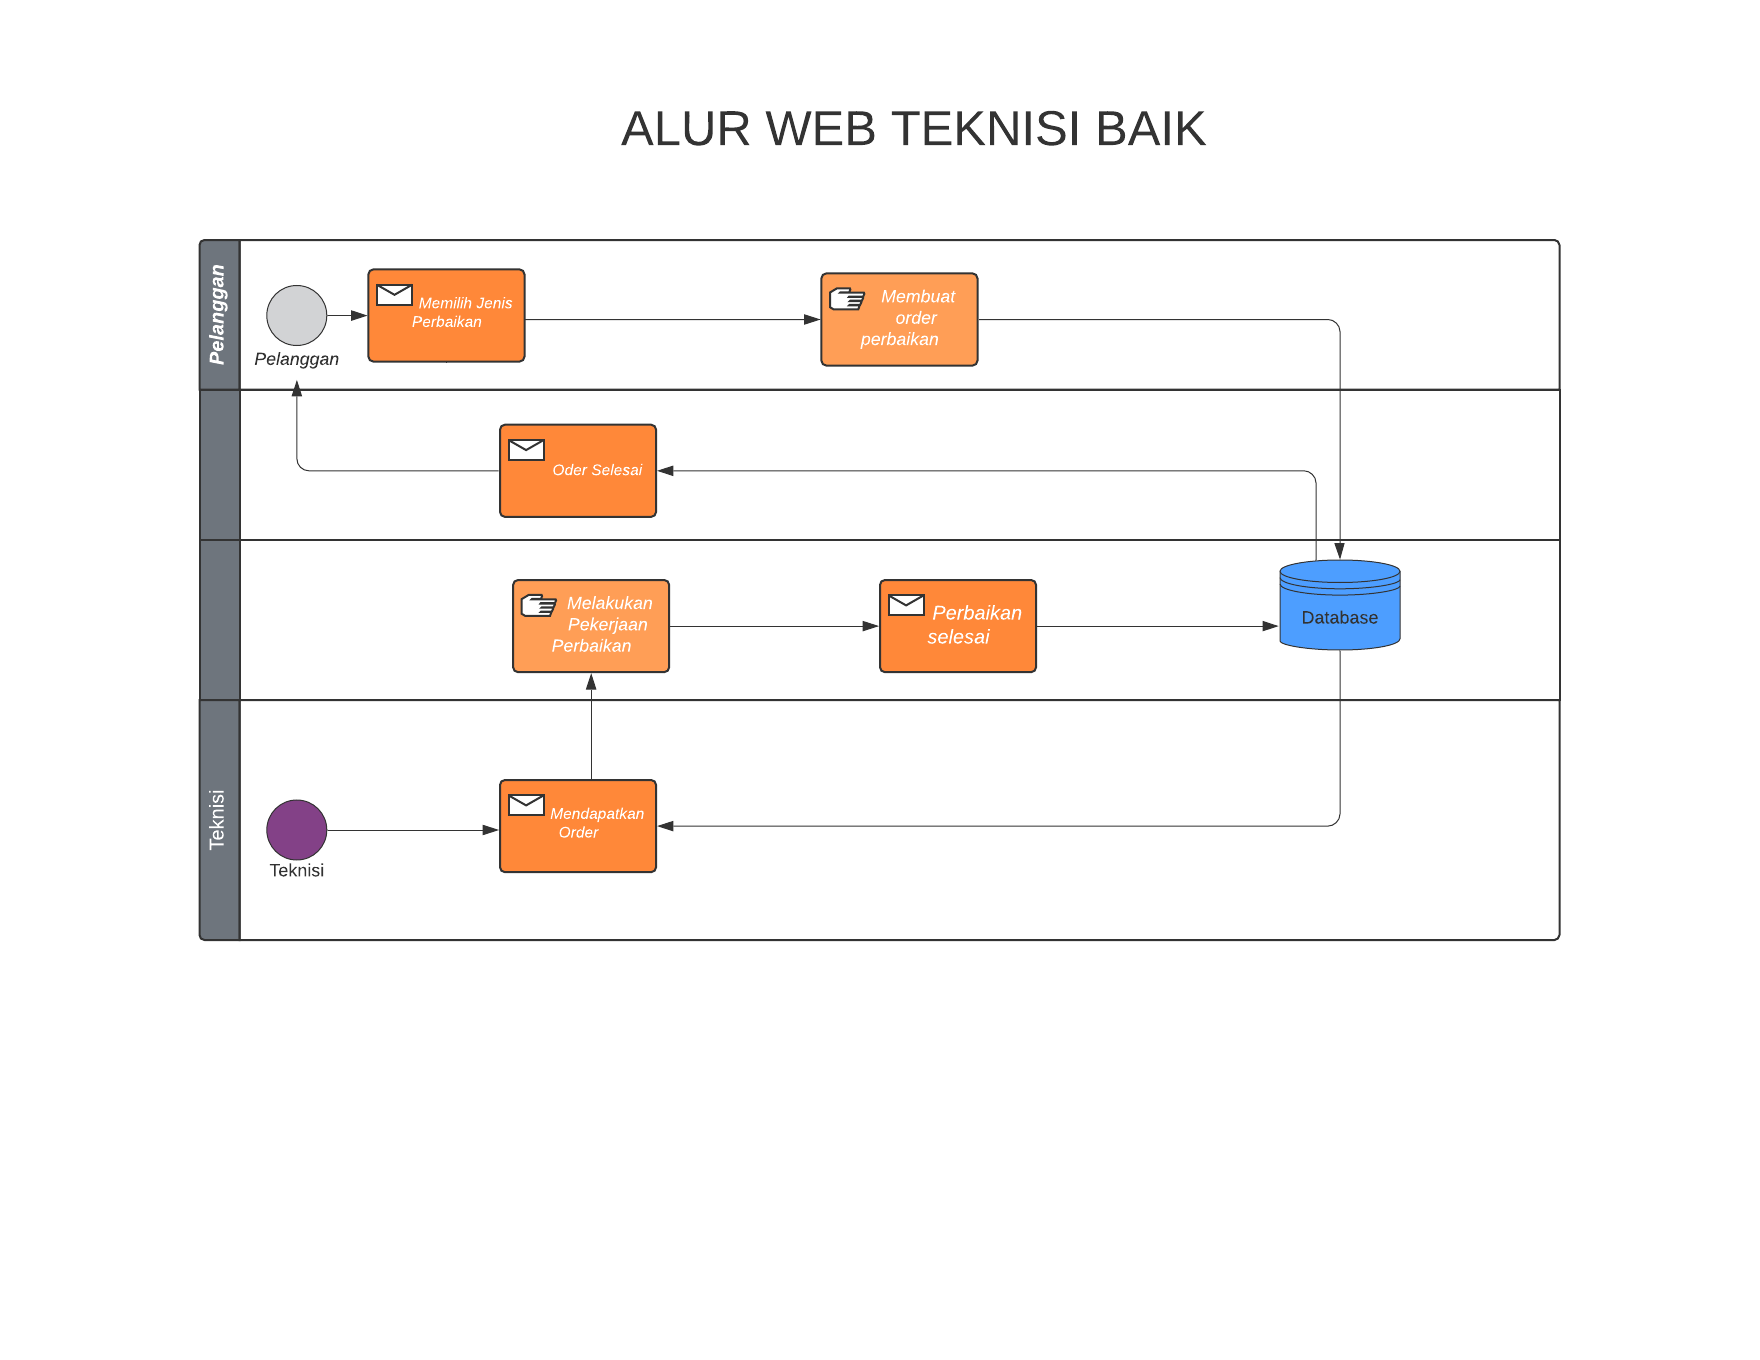 ALUR WEB TEKNISI BAIK
Pelanggan
Pelanggan
Memilih Jenis
Perbaikan
Membuat
order
perbaikan
Oder Selesai
Melakukan
Pekerjaan
Perbaikan
Perbaikan
selesai
Database
Teknisi
Teknisi
Mendapatkan
Order